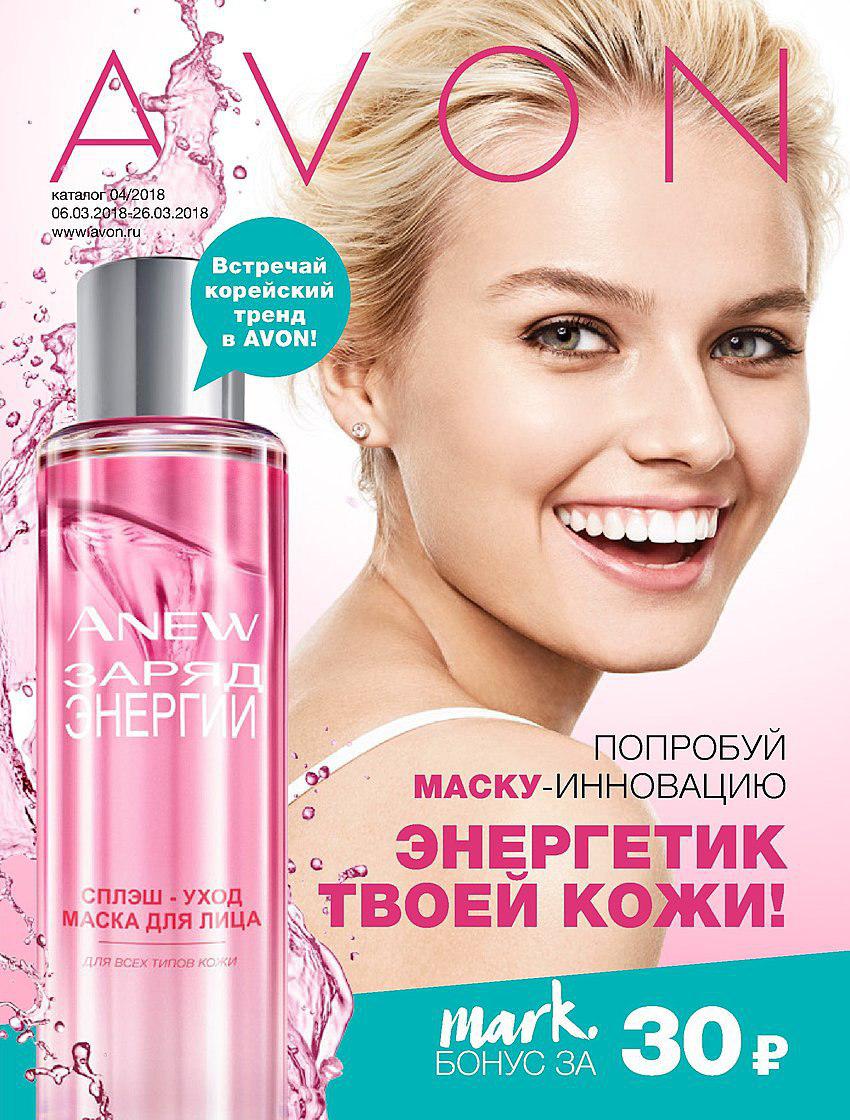 AVON
каталог 04/2018
06.03.2018-26.03.2018
www.avon.ru
Встречай
корейский
тренд
в AVON!
ANEW
ЗАРЯД
ЭНЕРГИИ
СПЛЭШ - УХОД
МАСКА ДЛЯ ЛИЦА
ДЛЯ ВСЕХ ТИПОВ КОЖИ
ПОПРОБУЙ
МАСКУ-ИННОВАЦИЮ
ЭНЕРГЕТИК
ТВОЕЙ КОЖИ!
mark.
БОНУС ЗА 30 ₽